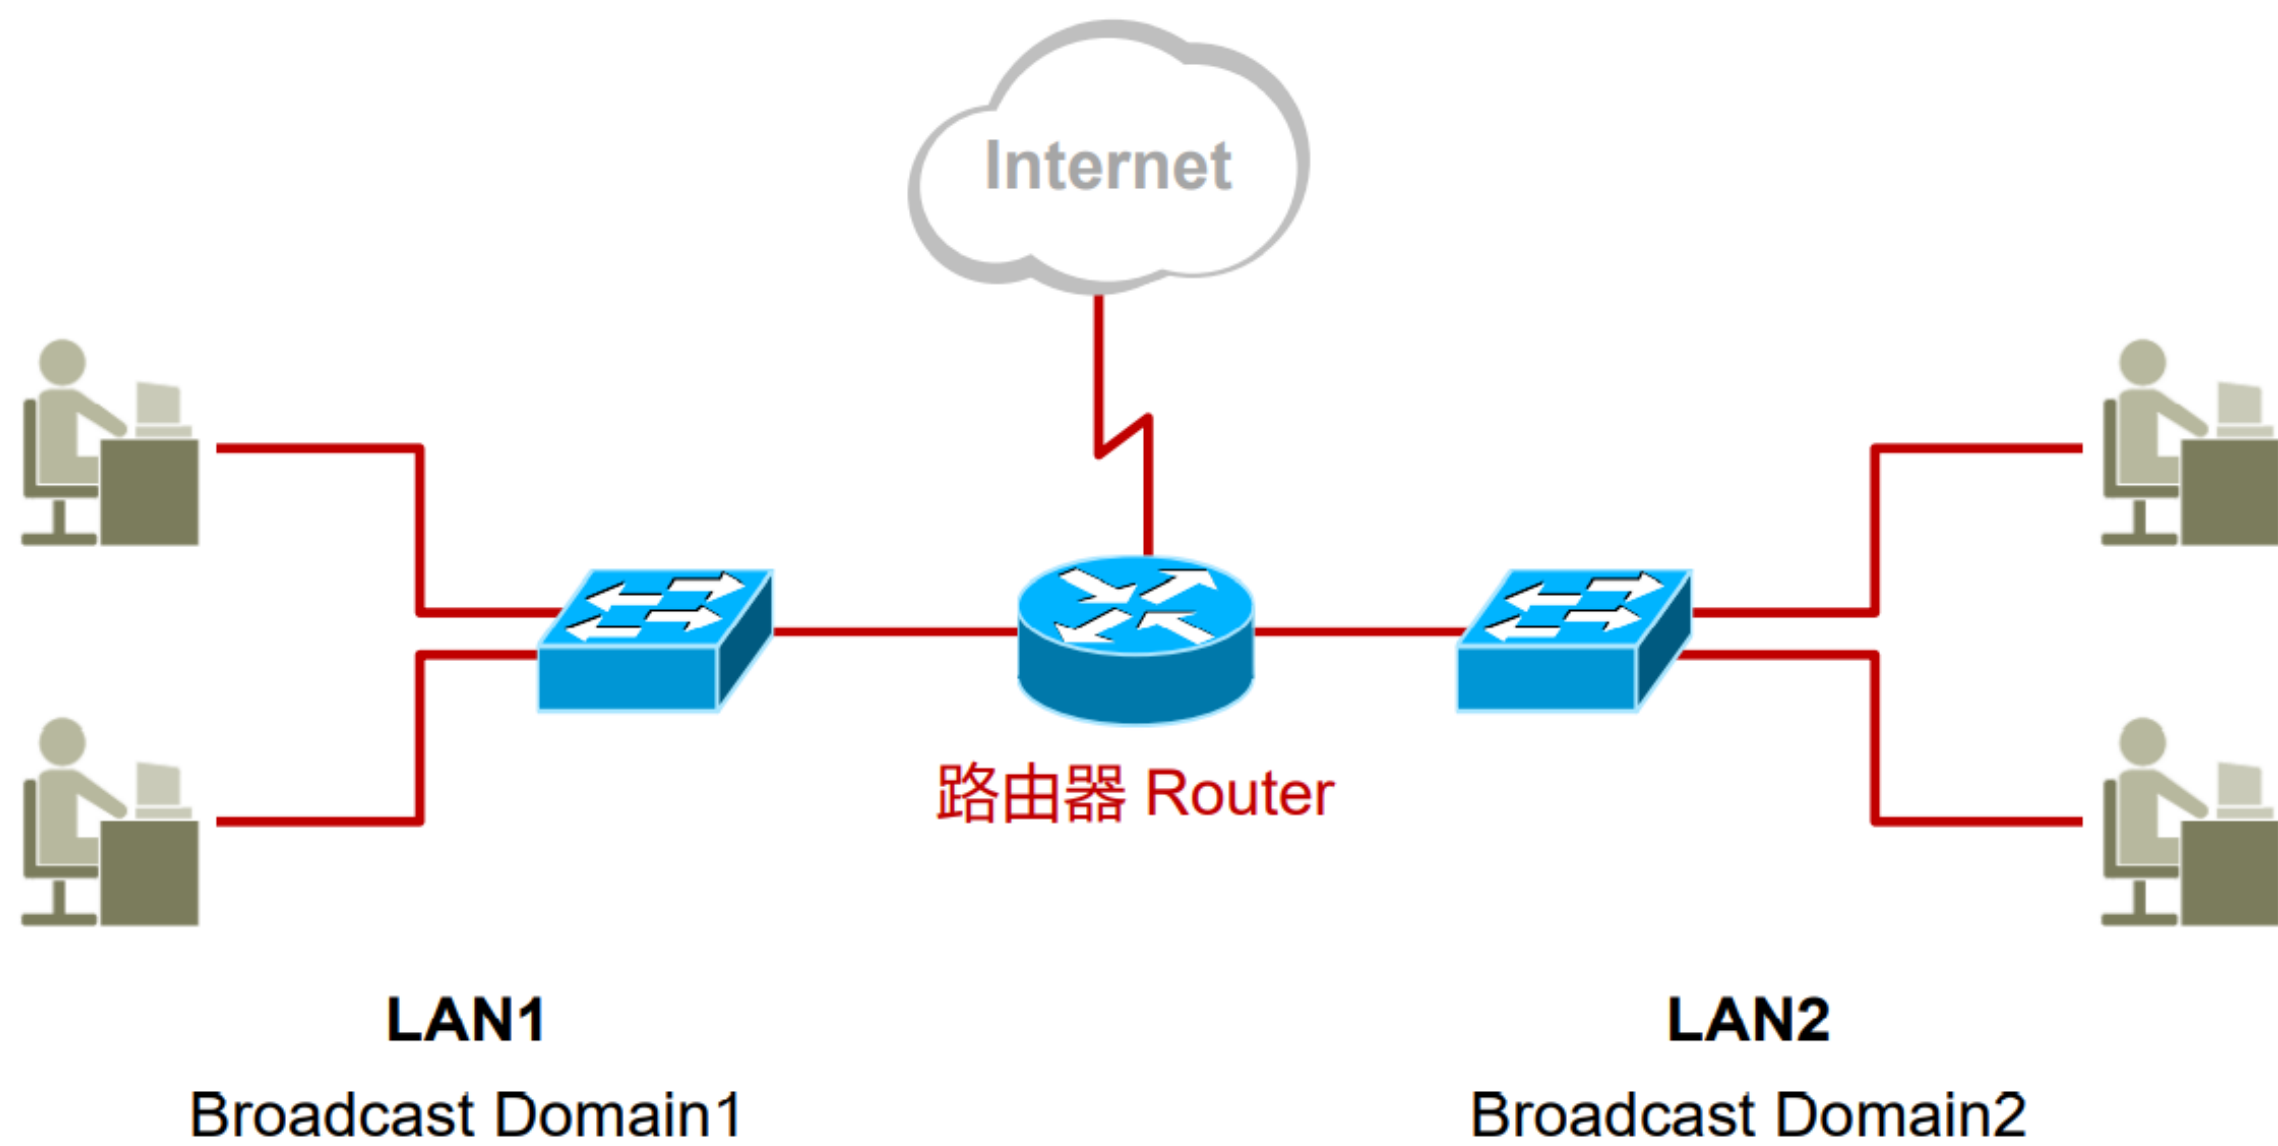 Internet
路由器 Router
LAN1
Broadcast Domain1
LAN2
Broadcast Domain2